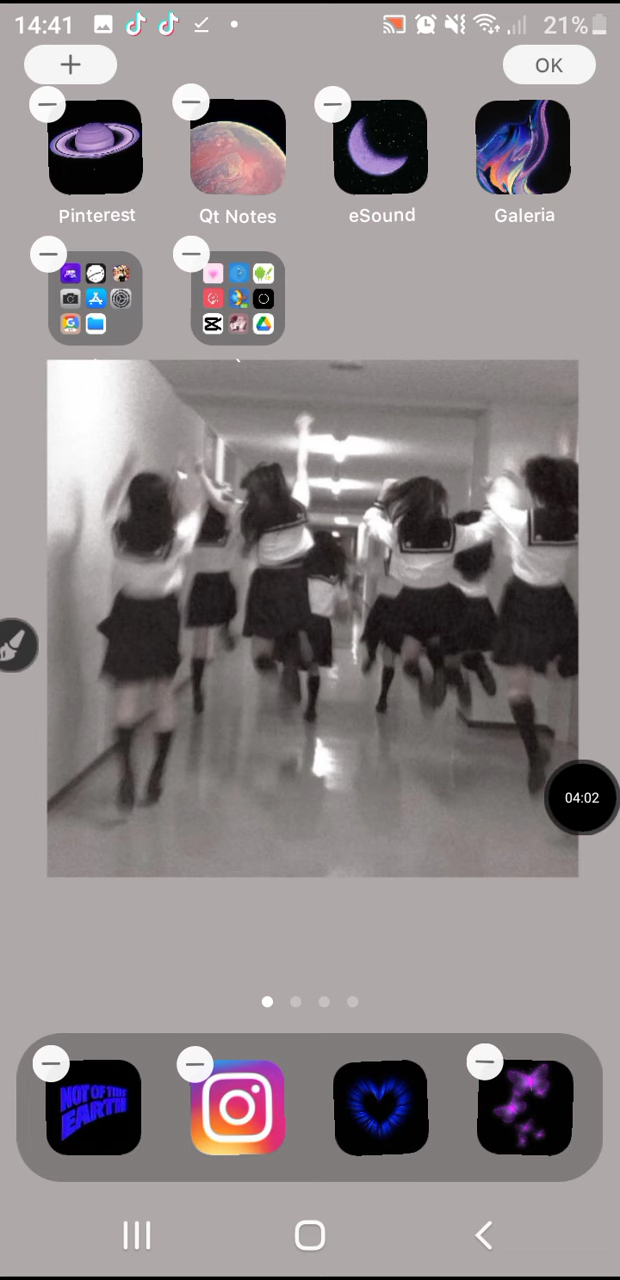 14:41
21%
OK
Pinterest
Qt Notes
eSound
Galeria
04:02
NOT OF THIS
EARTH